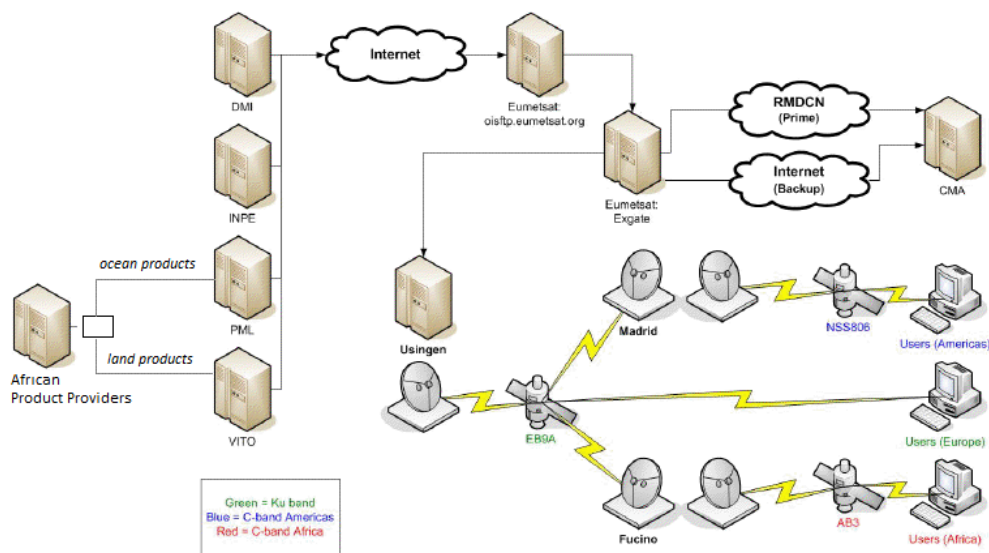 DMI
Internet
Eumetsat:
oisftp.eumetsat.org
RMDCN
(Prime)
Internet
(Backup)
CMA
Eumetsat:
Exgate
INPE
ocean products
PML
land products
African
Product Providers
VITO
Usingen
Madrid
NSS806
Users (Americas)
EB9A
Users (Europe)
Fucino
AB3
Users (Africa)
Green = Ku band
Blue = C-band Americas
Red = C-band Africa